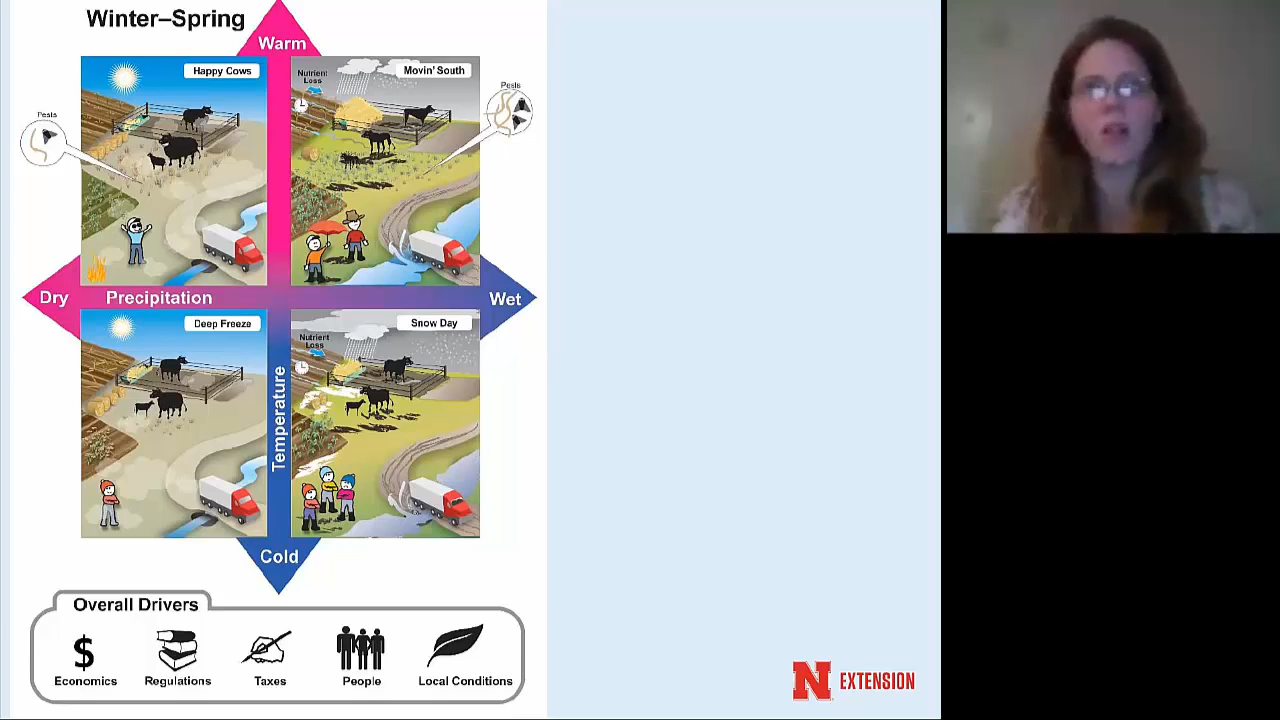 Winter–Spring
Warm
Happy Cows
Nutrient
Loss
Movin' South
Pests
Pests
Dry
Precipitation
Wet
Deep Freeze
Nutrient
Loss
Snow Day
Temperature
Cold
Overall Drivers
$
Economics
Regulations
Taxes
People
Local Conditions
N EXTENSION